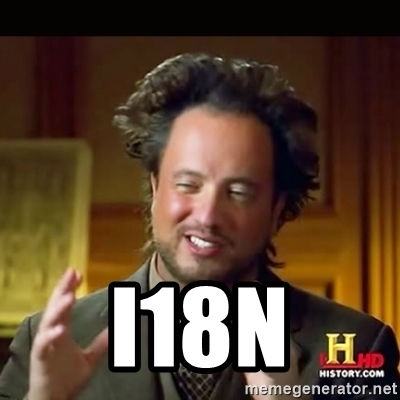 I18N
H HD
HISTORY.COM
memegenerator.net